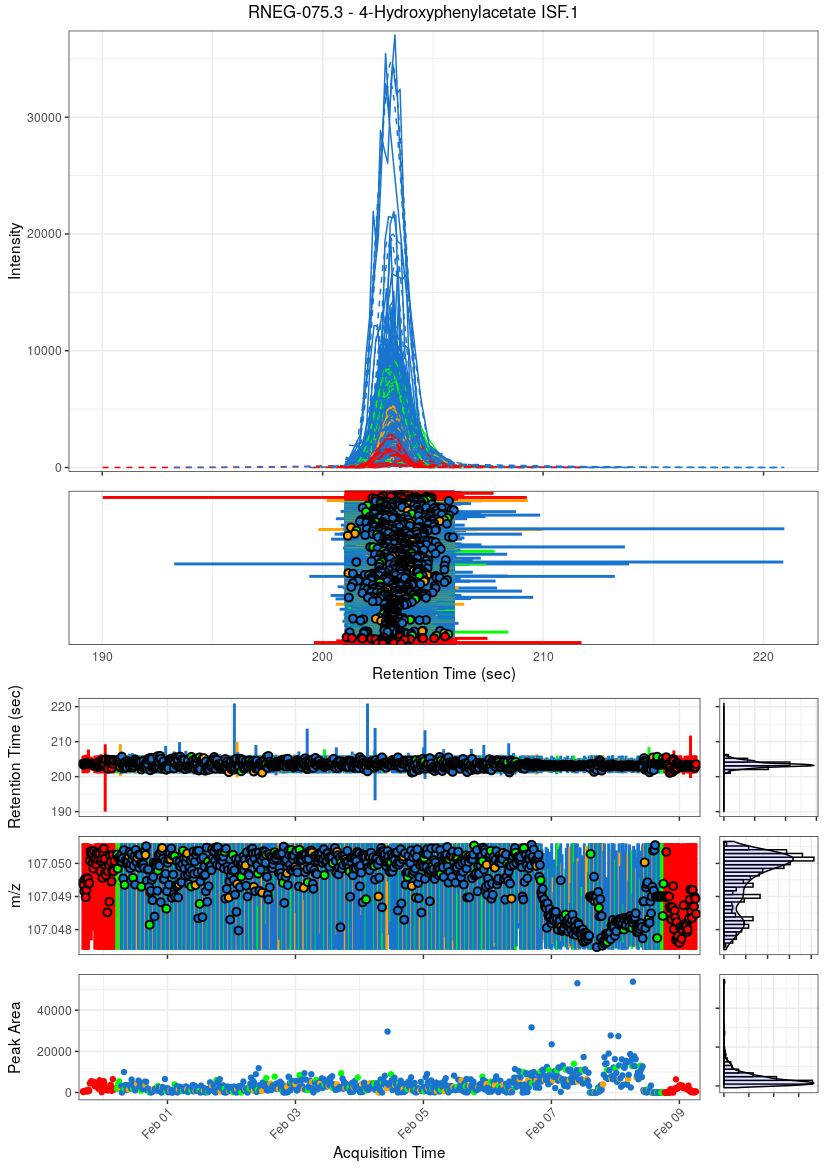 RNEG-075.3 - 4-Hydroxyphenylacetate ISF.1
Intensity
30000
20000
10000
0
190
200
210
220
Retention Time (sec)
Retention Time (sec)
220
210
200
190
m/z
107.050
107.049
107.048
Peak Area
40000
20000
0
Feb 01
Feb 03
Feb 05
Feb 07
Feb 09
Acquisition Time